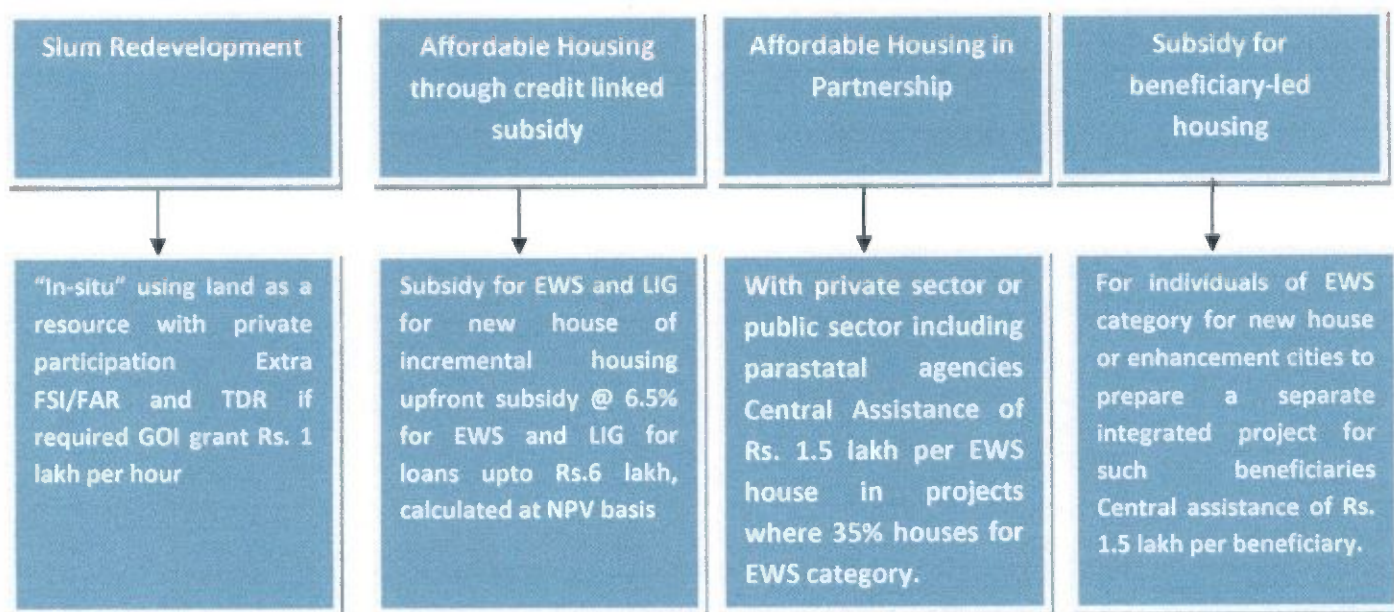 Slum Redevelopment
Affordable Housing
through credit linked
subsidy
Affordable Housing in
Partnership
Subsidy for
beneficiary-led
housing
"In-situ" using land as a
resource with private
participation Extra
FSI/FAR and TDR if
required GOI grant Rs. 1
lakh per hour
Subsidy for EWS and LIG
for new house of
incremental housing
upfront subsidy @ 6.5%
for EWS and LIG for
loans upto Rs.6 lakh,
calculated at NPV basis
With private sector or
public sector including
parastatal agencies
Central Assistance of
Rs. 1.5 lakh per EWS
house in projects
where 35% houses for
EWS category.
For individuals of EWS
category for new house
or enhancement cities to
prepare a separate
integrated project for
such beneficiaries
Central assistance of Rs.
1.5 lakh per beneficiary.